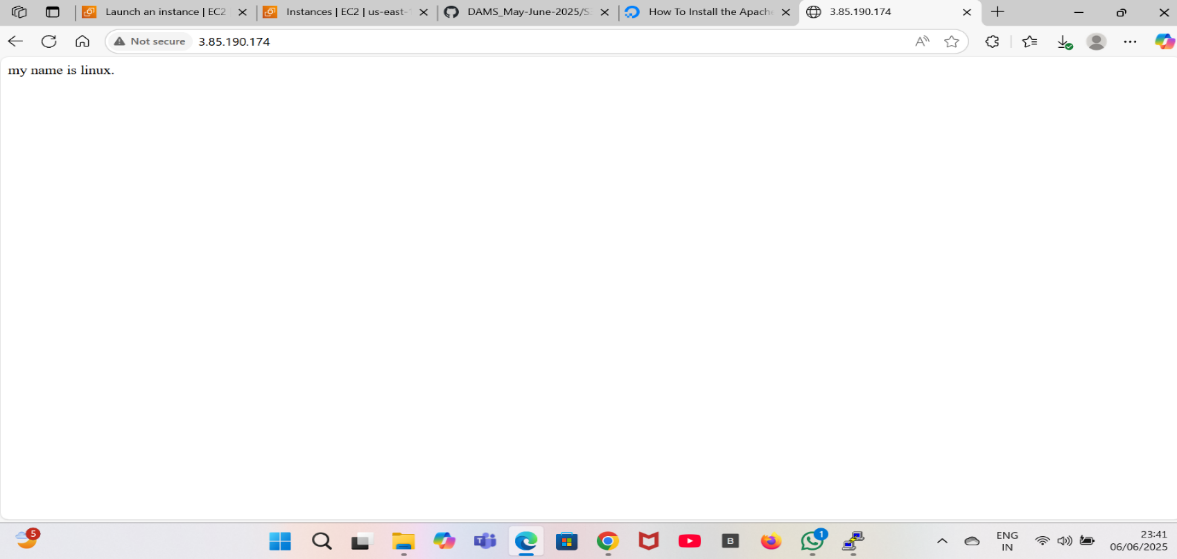 Launch an instance | EC2
Instances | EC2 | us-east-
DAMS_May-June-2025/S
How To Install the Apach
3.85.190.174
Not secure
3.85.190.174
my name is linux.
5
B
1
ENG
IN
23:41
06/06/2025